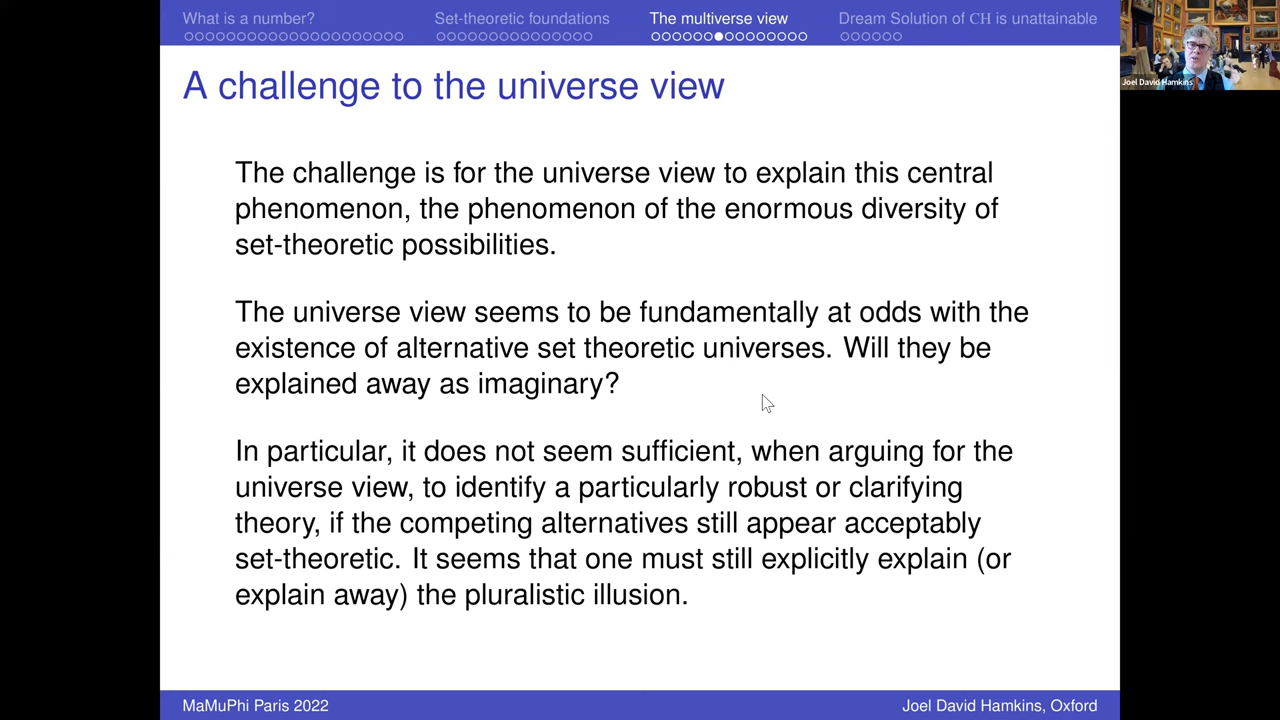 What is a number?
Set-theoretic foundations
The multiverse view
Dream Solution of CH is unattainable
Joel David Hamkins
A challenge to the universe view
The challenge is for the universe view to explain this central
phenomenon, the phenomenon of the enormous diversity of
set-theoretic possibilities.
The universe view seems to be fundamentally at odds with the
existence of alternative set theoretic universes. Will they be
explained away as imaginary?
In particular, it does not seem sufficient, when arguing for the
universe view, to identify a particularly robust or clarifying
theory, if the competing alternatives still appear acceptably
set-theoretic. It seems that one must still explicitly explain (or
explain away) the pluralistic illusion.
MaMuPhi Paris 2022
Joel David Hamkins, Oxford